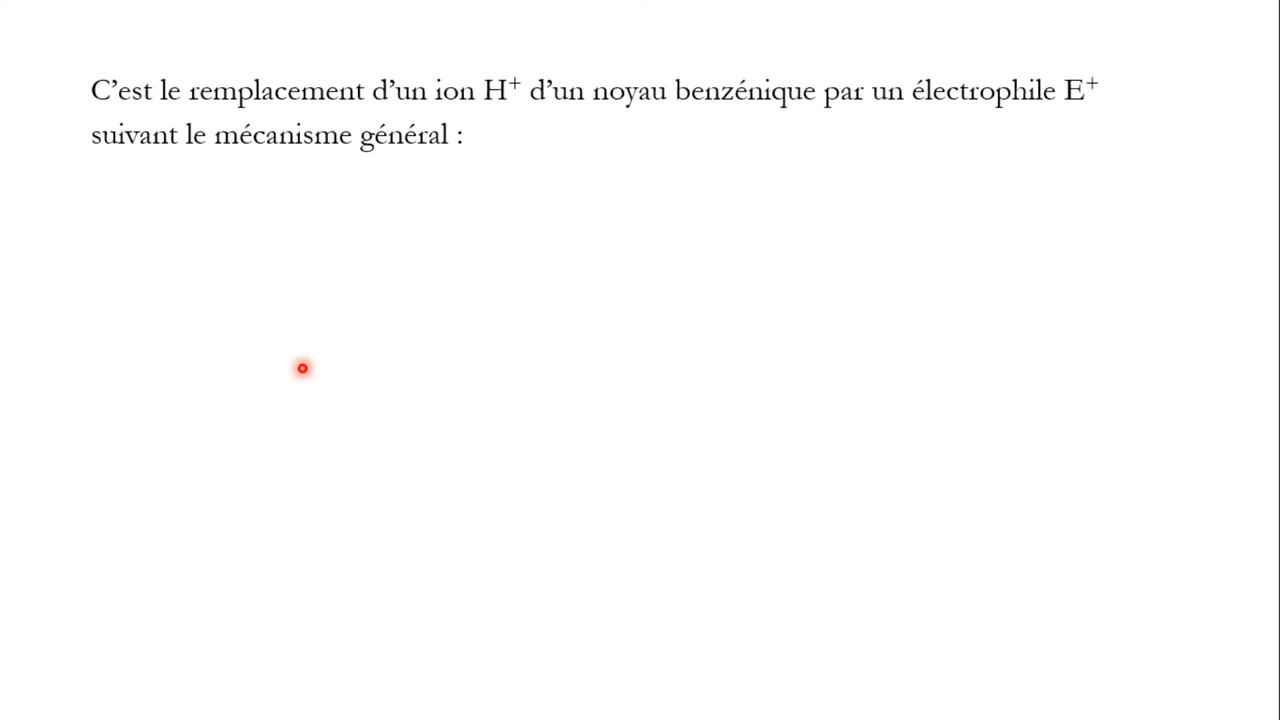 C’est le remplacement d’un ion H⁺ d’un noyau benzénique par un électrophile E⁺
suivant le mécanisme général :